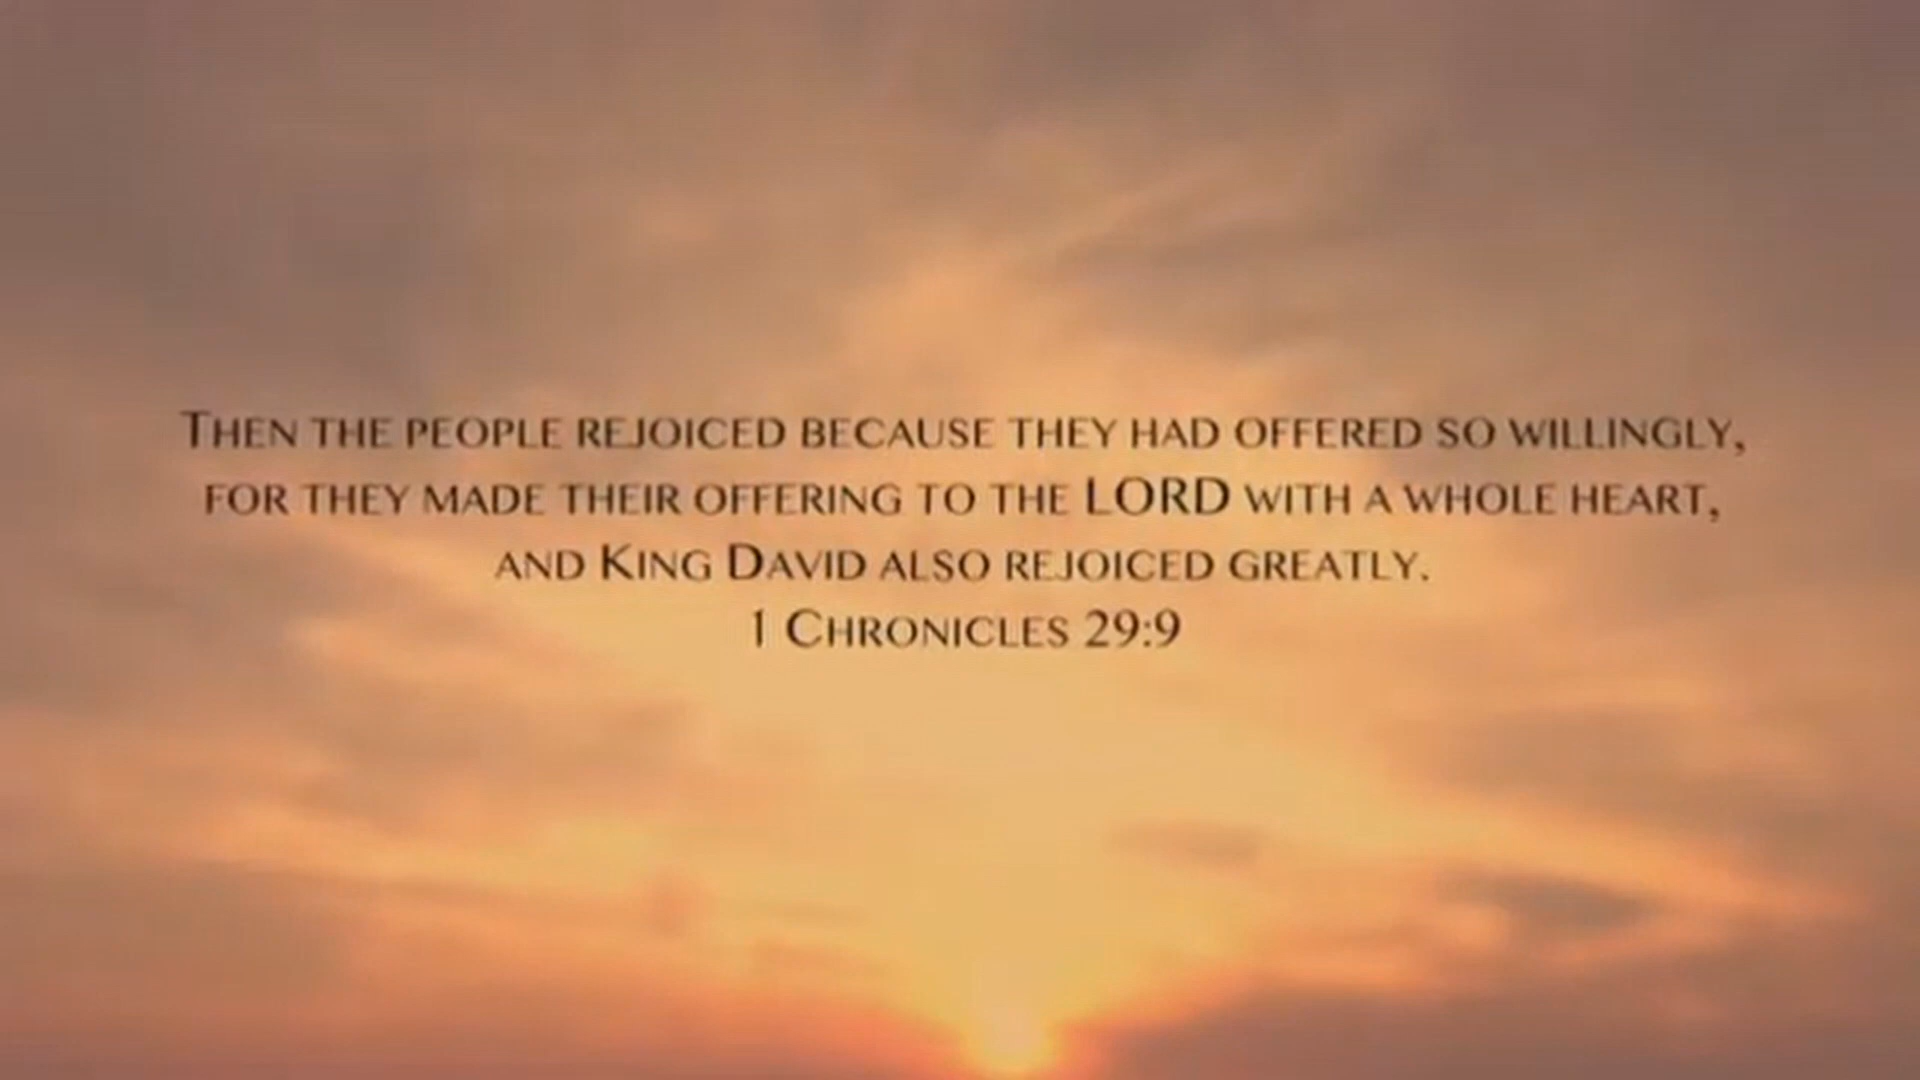 Then the people rejoiced because they had offered so willingly,
for they made their offering to the LORD with a whole heart,
and King David also rejoiced greatly.
1 Chronicles 29:9